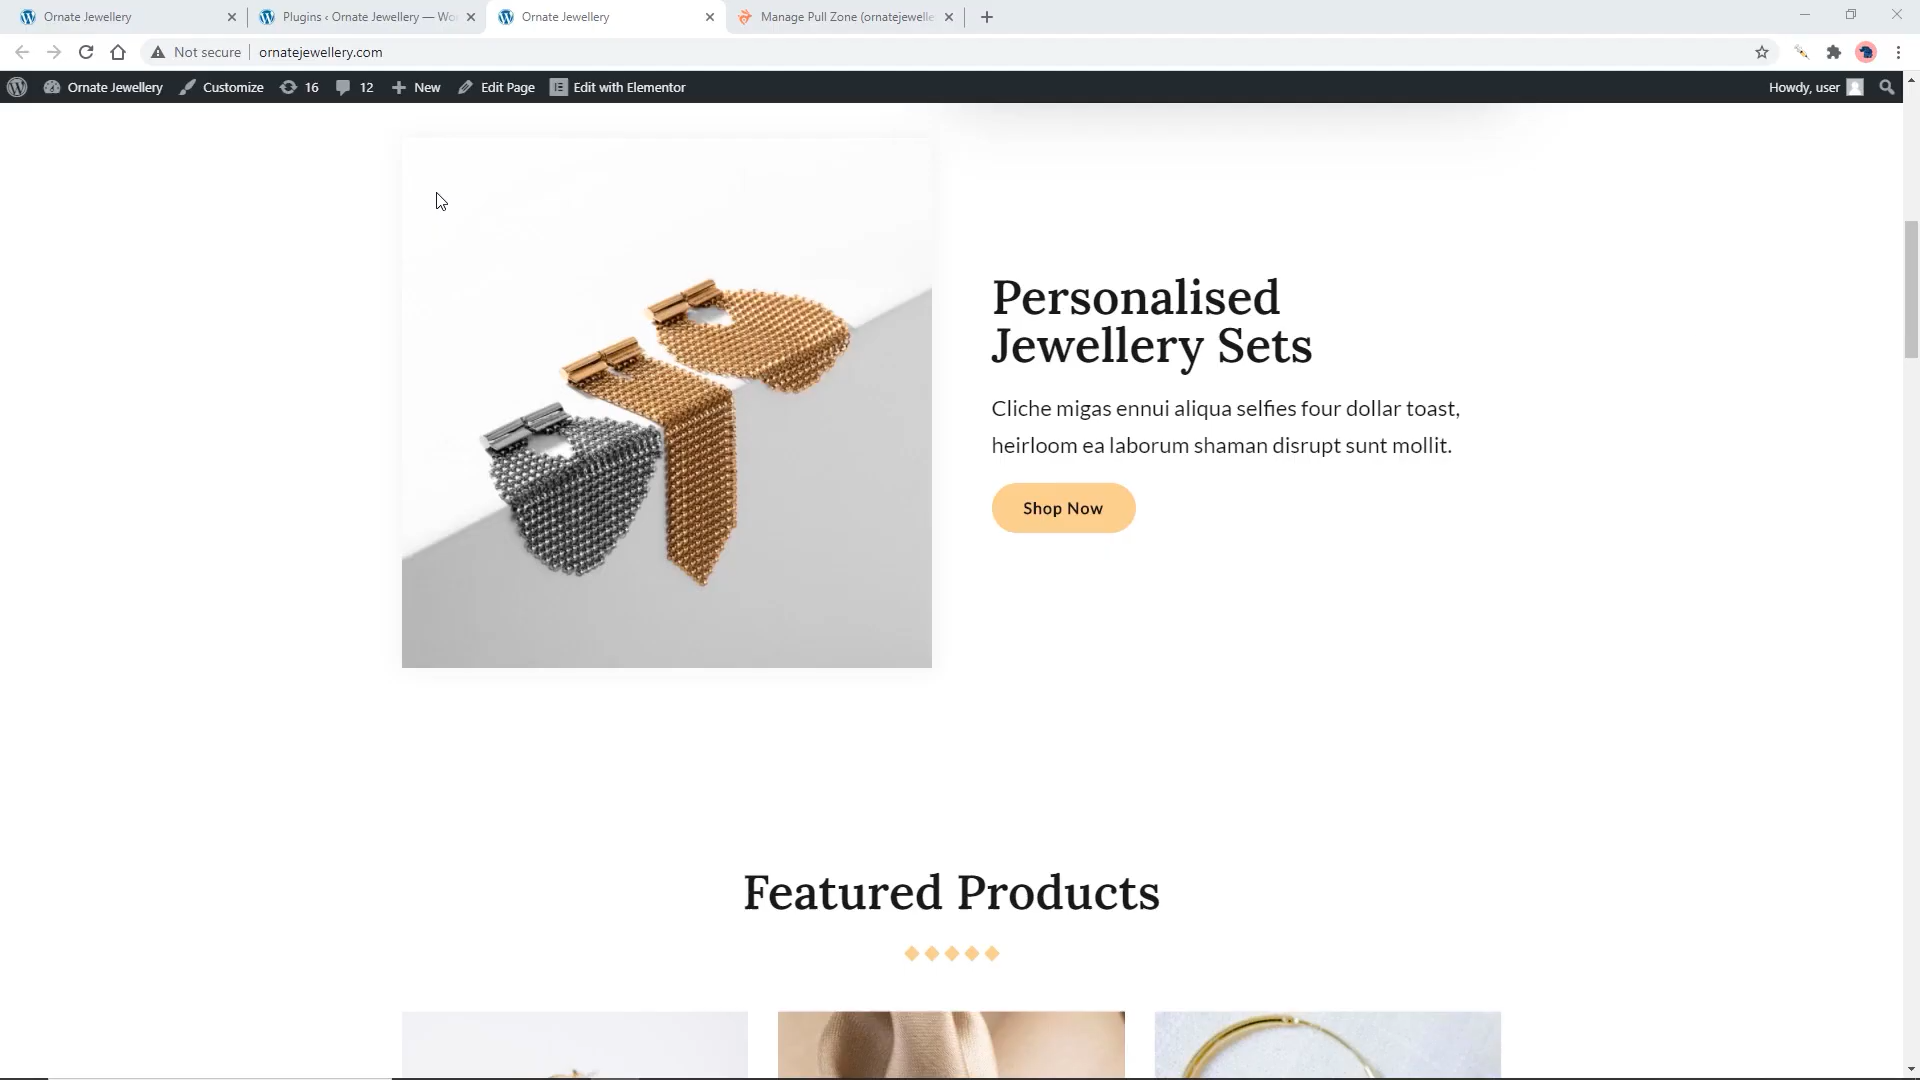 Ornate Jewellery
Plugins ‹ Ornate Jewellery — Wo
Ornate Jewellery
Manage Pull Zone (ornatejewelle
Not secure
ornatejewellery.com
Ornate Jewellery
Customize
16
12
New
Edit Page
Edit with Elementor
Howdy, user
Personalised
Jewellery Sets
Cliche migas ennui aliqua selfies four dollar toast,
heirloom ea laborum shaman disrupt sunt mollit.
Shop Now
Featured Products